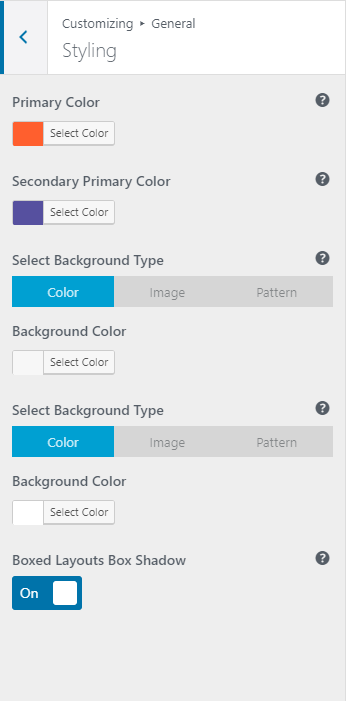 Customizing ▸ General
Styling
Primary Color
Select Color
Secondary Primary Color
Select Color
Select Background Type
Color Image Pattern
Background Color
Select Color
Select Background Type
Color Image Pattern
Background Color
Select Color
Boxed Layouts Box Shadow
On